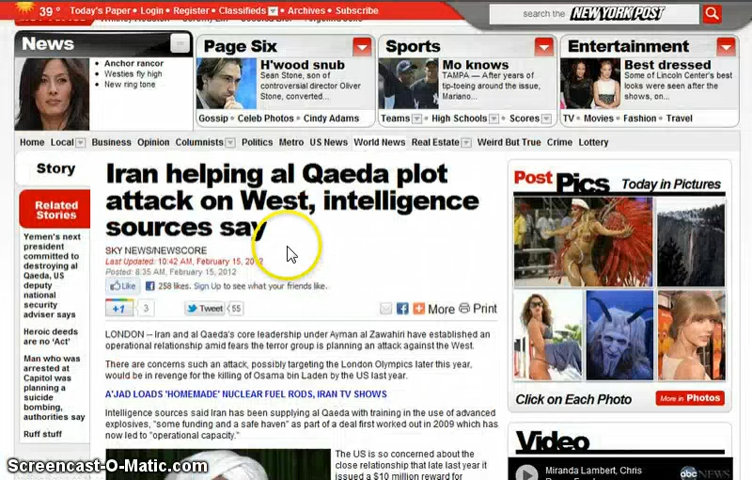 39° Today's Paper • Login • Register • Classifieds • Archives • Subscribe
search the NEW YORK POST
News
Anchor rancor
Westies fly high
New ring tone
Page Six
H'wood snub
Sean Stone, son of
controversial director Oliver
Stone, converted...
Gossip • Celeb Photos • Cindy Adams
Sports
Mo knows
TAMPA — After years of
tip-toeing around the issue,
Mariano...
Teams • High Schools • Scores
Entertainment
Best dressed
Some of Lincoln Center's best
looks were seen after the
shows, on...
TV • Movies • Fashion • Travel
Home Local Business Opinion Columnists Politics Metro US News World News Real Estate Weird But True Crime Lottery
Story
Related
Stories
Yemen's next
president
committed to
destroying al
Qaeda, US
deputy
national
security
adviser says
Heroic deeds
are no 'Act'
Man who was
arrested at
Capitol was
planning a
suicide
bombing,
authorities say
Ruff stuff
Iran helping al Qaeda plot
attack on West, intelligence
sources say
SKY NEWS/NEWSCORE
Last Updated: 10:42 AM, February 15, 2012
Posted: 8:35 AM, February 15, 2012
Like 258 likes. Sign Up to see what your friends like.
+1 3 Tweet 55 More Print
LONDON -- Iran and al Qaeda's core leadership under Ayman al Zawahiri have established an
operational relationship amid fears the terror group is planning an attack against the West.
There are concerns such an attack, possibly targeting the London Olympics later this year,
would be in revenge for the killing of Osama bin Laden by the US last year.
A'JAD LOADS 'HOMEMADE' NUCLEAR FUEL RODS, IRAN TV SHOWS
Intelligence sources said Iran has been supplying al Qaeda with training in the use of advanced
explosives, "some funding and a safe haven" as part of a deal first worked out in 2009 which has
now led to "operational capacity."
The US is so concerned about the
close relationship that late last year it
issued a $10 million reward for
Post Pics Today in Pictures
Click on Each Photo More in Photos
Video
Miranda Lambert, Chris
abc NEWS
Screencast-O-Matic.com